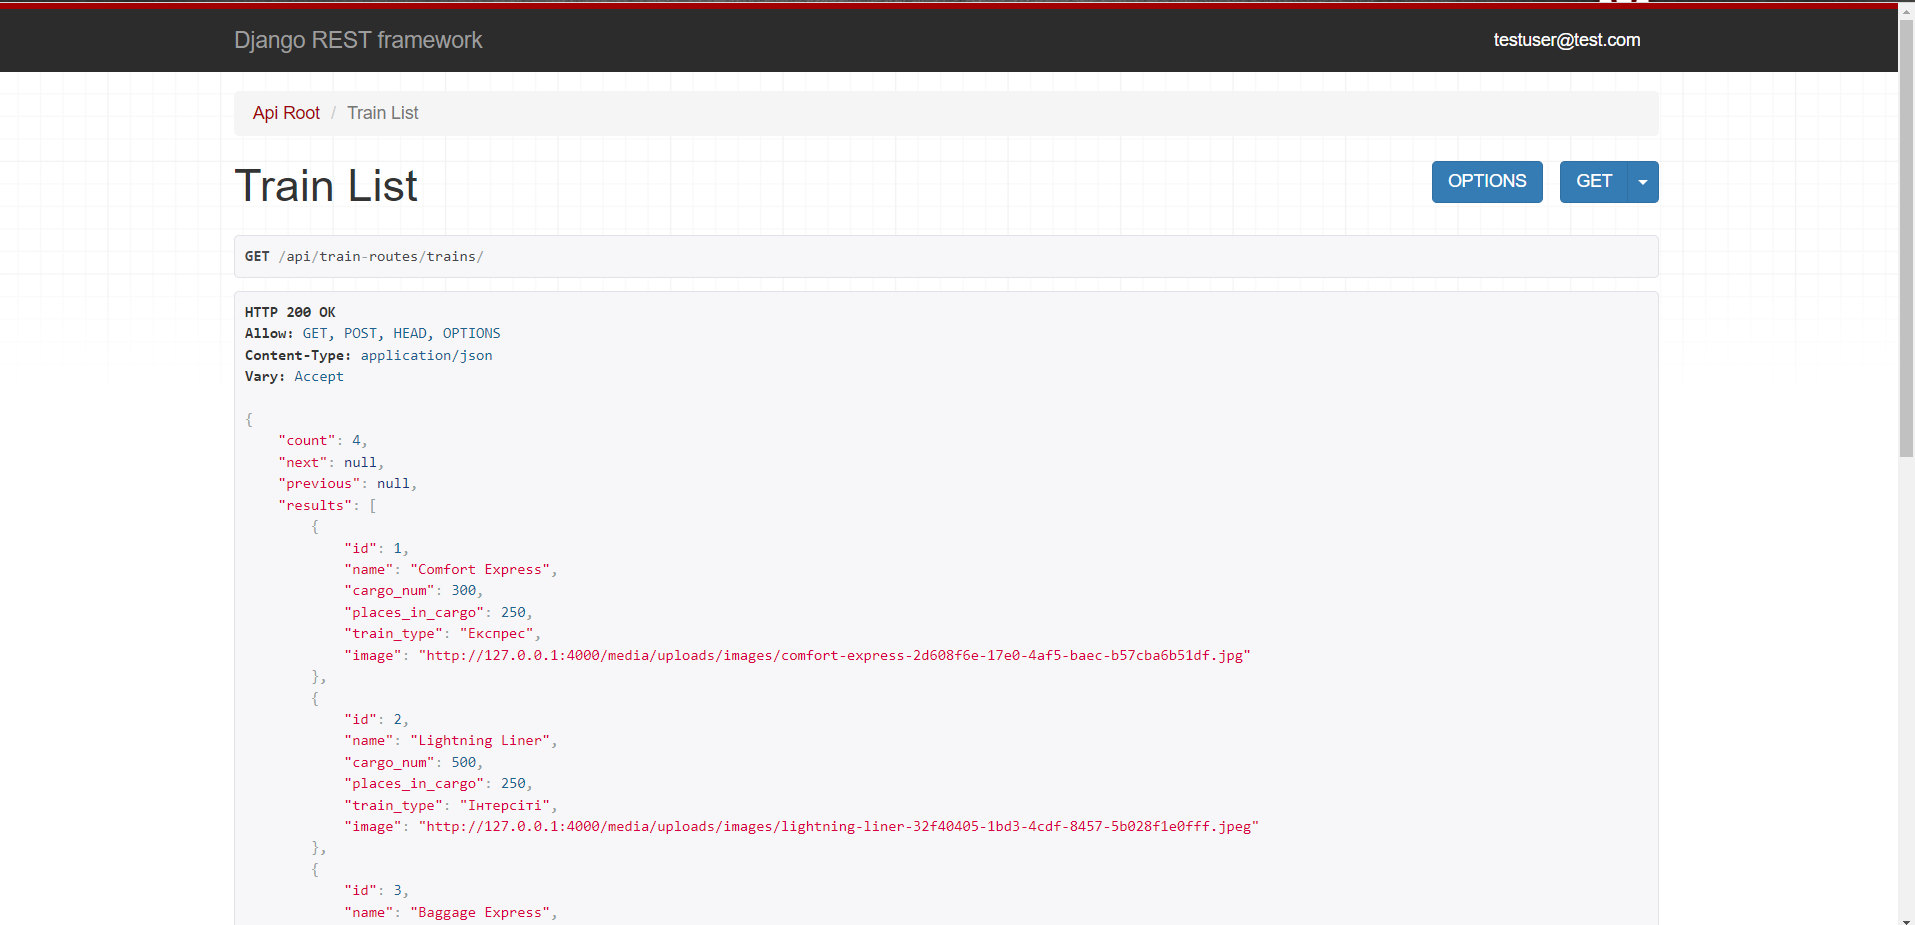 Django REST framework
testuser@test.com
Api Root / Train List
Train List
OPTIONS
GET
GET /api/train-routes/trains/
HTTP 200 OK
Allow: GET, POST, HEAD, OPTIONS
Content-Type: application/json
Vary: Accept
{
"count": 4,
"next": null,
"previous": null,
"results": [
{
"id": 1,
"name": "Comfort Express",
"cargo_num": 300,
"places_in_cargo": 250,
"train_type": "Експрес",
"image": "http://127.0.0.1:4000/media/uploads/images/comfort-express-2d608f6e-17e0-4af5-baec-b57cba6b51df.jpg"
},
{
"id": 2,
"name": "Lightning Liner",
"cargo_num": 500,
"places_in_cargo": 250,
"train_type": "Інтерсіті",
"image": "http://127.0.0.1:4000/media/uploads/images/lightning-liner-32f40405-1bd3-4cdf-8457-5b028f1e0fff.jpeg"
},
{
"id": 3,
"name": "Baggage Express",